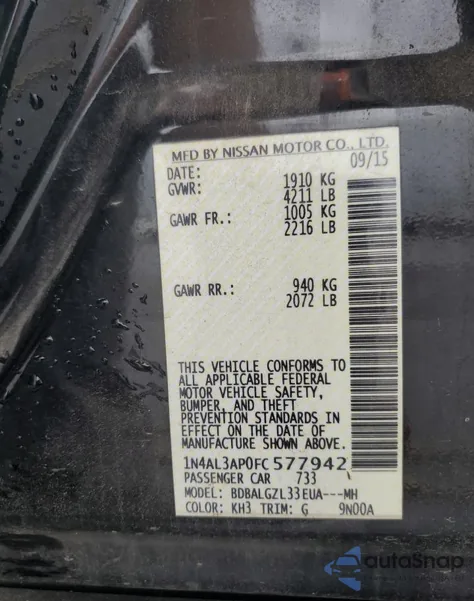 MFD BY NISSAN MOTOR CO., LTD.
DATE: 09/15
GVWR: 1910 KG
4211 LB
GAWR FR.: 1005 KG
2216 LB
GAWR RR.: 940 KG
2072 LB
THIS VEHICLE CONFORMS TO
ALL APPLICABLE FEDERAL
MOTOR VEHICLE SAFETY,
BUMPER, AND THEFT
PREVENTION STANDARDS IN
EFFECT ON THE DATE OF
MANUFACTURE SHOWN ABOVE.
1N4AL3AP0FC577942
PASSENGER CAR 733
MODEL: BDBALGZL33EUA---MH
COLOR: KH3 TRIM: G 9N00A
autoSnap